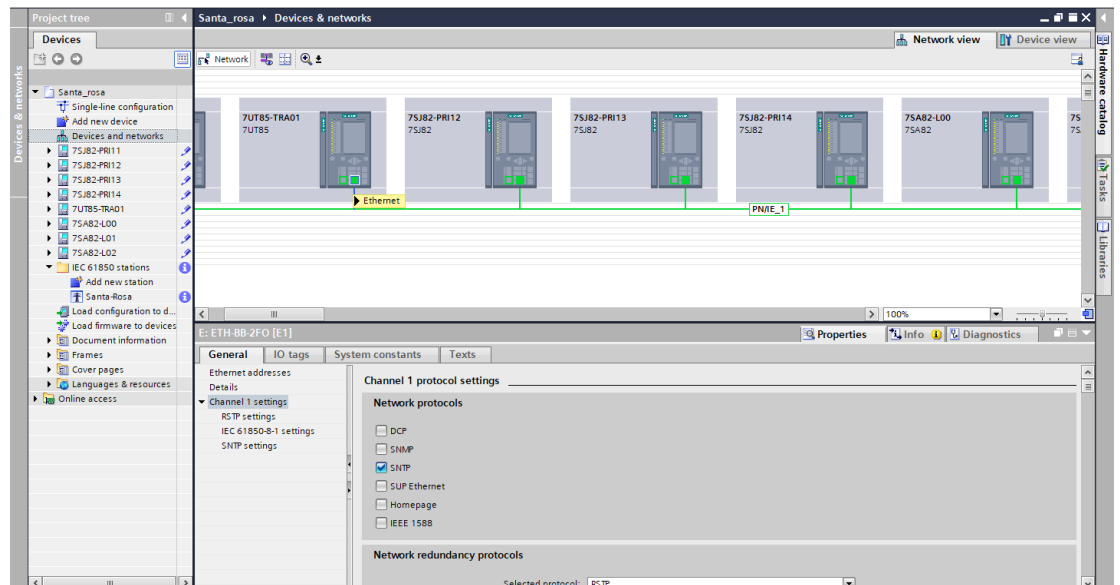 Project tree
Santa_rosa ▸ Devices & networks
Devices
Network view
Device view
Network
Devices & networks
Santa_rosa
Single-line configuration
Add new device
Devices and networks
7SJ82-PRI11
7SJ82-PRI12
7SJ82-PRI13
7SJ82-PRI14
7UT85-TRA01
7SA82-L00
7SA82-L01
7SA82-L02
IEC 61850 stations
Add new station
Santa-Rosa
Load configuration to d...
Load firmware to devices
Document information
Frames
Cover pages
Languages & resources
Online access
7UT85-TRA01
7UT85
7SJ82-PRI12
7SJ82
7SJ82-PRI13
7SJ82
7SJ82-PRI14
7SJ82
7SA82-L00
7SA82
Ethernet
PN/IE_1
100%
E: ETH-BB-2FO [E1]
Properties
Info
Diagnostics
General
IO tags
System constants
Texts
Ethernet addresses
Details
Channel 1 settings
RSTP settings
IEC 61850-8-1 settings
SNTP settings
Channel 1 protocol settings
Network protocols
DCP
SNMP
SNTP
SUP Ethernet
Homepage
IEEE 1588
Network redundancy protocols
Selected protocol: RSTP
Hardware catalog
Tasks
Libraries